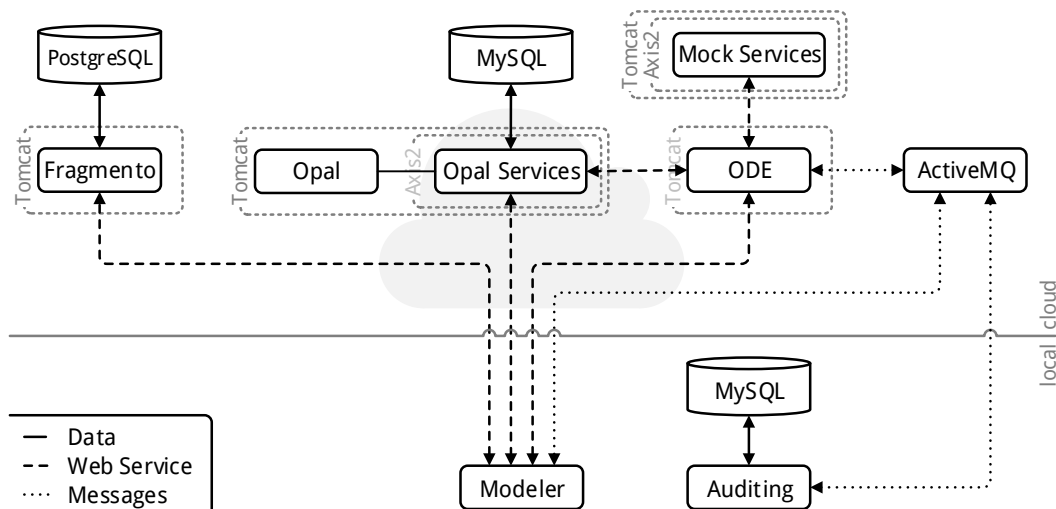 PostgreSQL
MySQL
Tomcat
Axis2
Mock Services
Tomcat
Fragmento
Tomcat
Opal
Axis2
Opal Services
Tomcat
ODE
ActiveMQ
cloud
local
MySQL
Data
Web Service
Messages
Modeler
Auditing